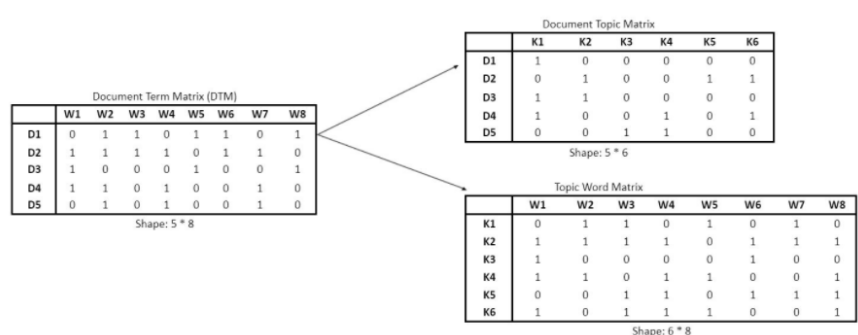 Document Term Matrix (DTM)
W1 W2 W3 W4 W5 W6 W7 W8
D1 0 1 1 0 1 1 0 1
D2 1 1 1 1 0 1 1 0
D3 1 0 0 0 1 0 0 1
D4 1 1 0 1 0 0 1 0
D5 0 1 0 1 0 0 1 0
Shape: 5 * 8
Document Topic Matrix
K1 K2 K3 K4 K5 K6
D1 1 0 0 0 0 0
D2 0 1 0 0 1 1
D3 1 1 0 0 0 0
D4 1 0 0 1 0 1
D5 0 0 1 1 0 0
Shape: 5 * 6
Topic Word Matrix
W1 W2 W3 W4 W5 W6 W7 W8
K1 0 1 1 0 1 0 1 0
K2 1 1 1 1 0 1 1 1
K3 1 0 0 0 0 1 0 0
K4 1 1 0 1 1 0 0 1
K5 0 0 1 1 0 1 1 1
K6 1 0 1 1 1 0 0 1
Shape: 6 * 8